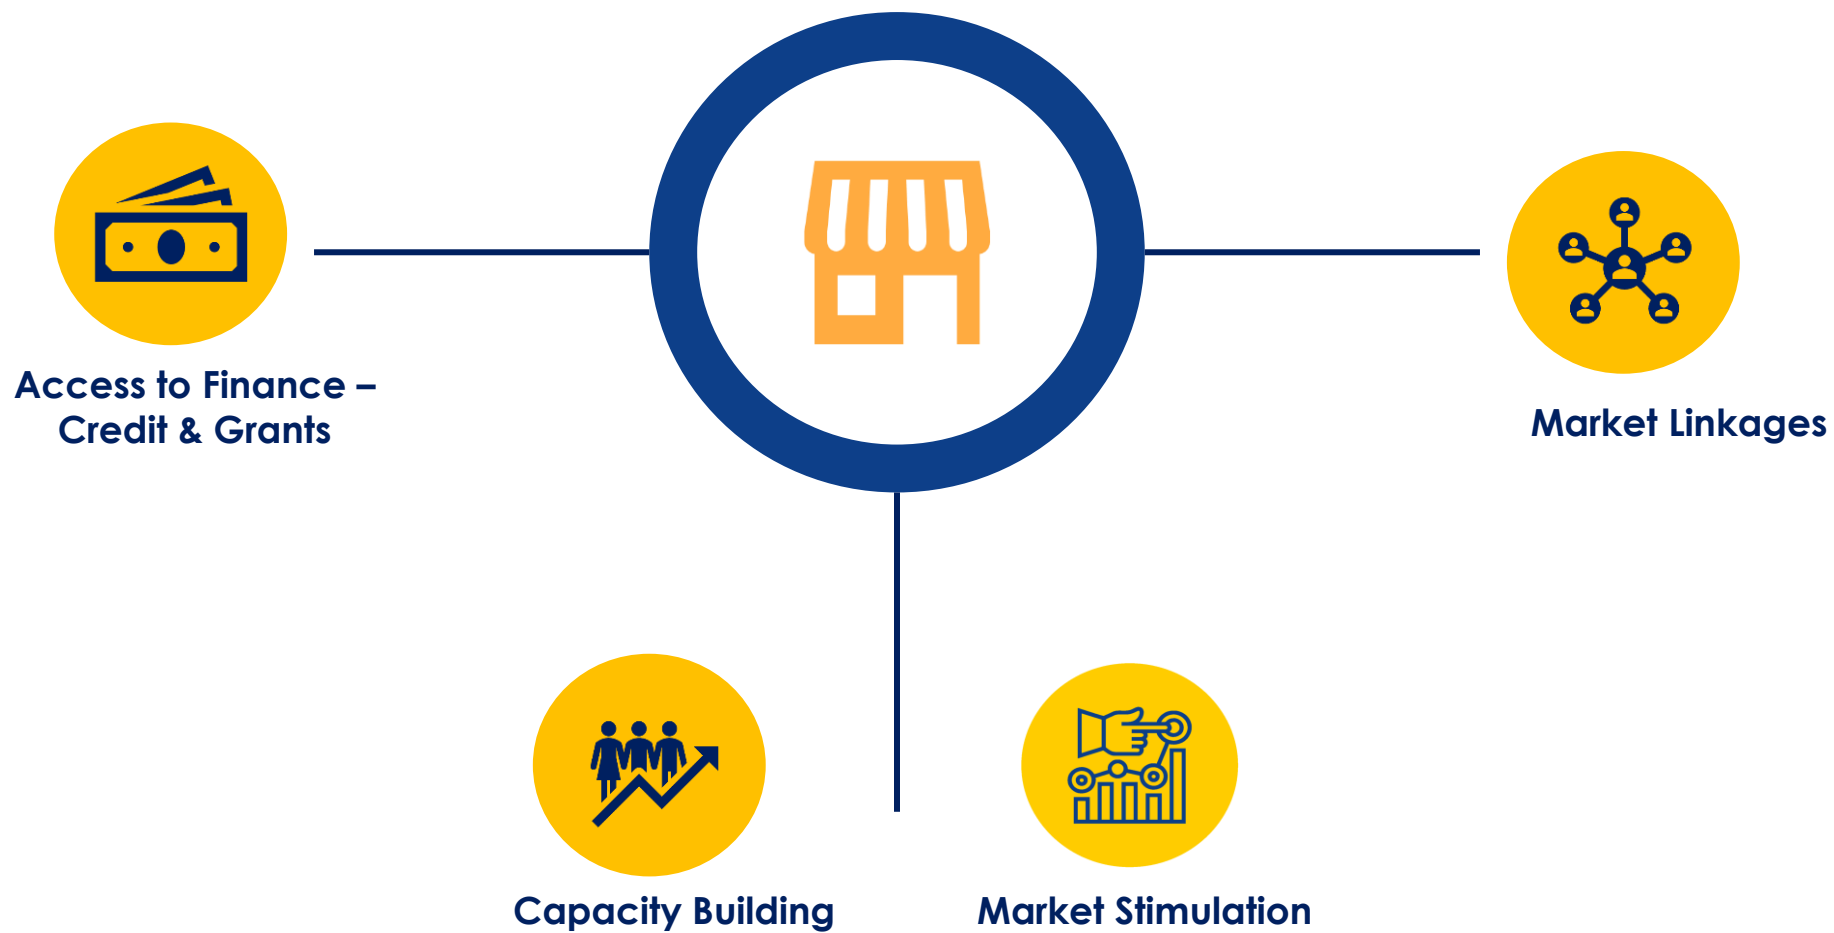 Access to Finance –
Credit & Grants
Market Linkages
Capacity Building
Market Stimulation